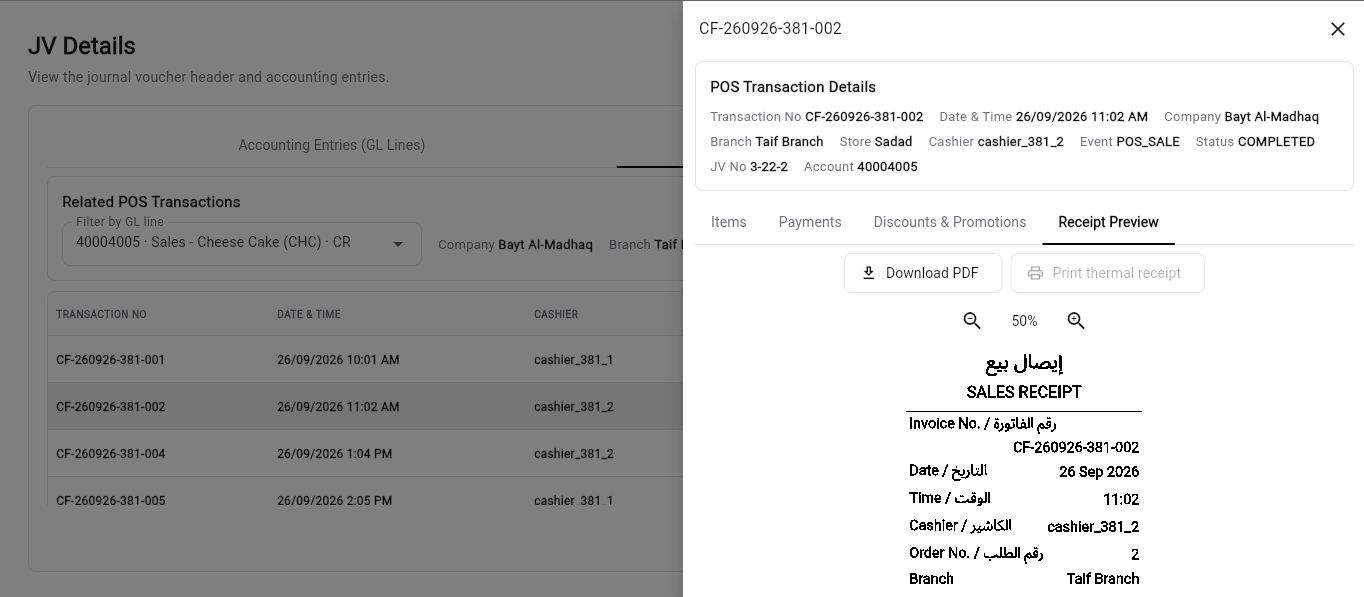 JV Details
View the journal voucher header and accounting entries.
Accounting Entries (GL Lines)
Related POS Transactions
Filter by GL line
40004005 · Sales - Cheese Cake (CHC) · CR
Company Bayt Al-Madhaq Branch Taif
TRANSACTION NO DATE & TIME CASHIER
CF-260926-381-001 26/09/2026 10:01 AM cashier_381_1
CF-260926-381-002 26/09/2026 11:02 AM cashier_381_2
CF-260926-381-004 26/09/2026 1:04 PM cashier_381_2
CF-260926-381-005 26/09/2026 2:05 PM cashier_381_1
CF-260926-381-002
POS Transaction Details
Transaction No CF-260926-381-002 Date & Time 26/09/2026 11:02 AM Company Bayt Al-Madhaq
Branch Taif Branch Store Sadad Cashier cashier_381_2 Event POS_SALE Status COMPLETED
JV No 3-22-2 Account 40004005
Items Payments Discounts & Promotions Receipt Preview
Download PDF Print thermal receipt
50%
إيصال بيع
SALES RECEIPT
Invoice No. / رقم الفاتورة
CF-260926-381-002
Date / التاريخ 26 Sep 2026
Time / الوقت 11:02
Cashier / الكاشير cashier_381_2
Order No. / رقم الطلب 2
Branch Taif Branch